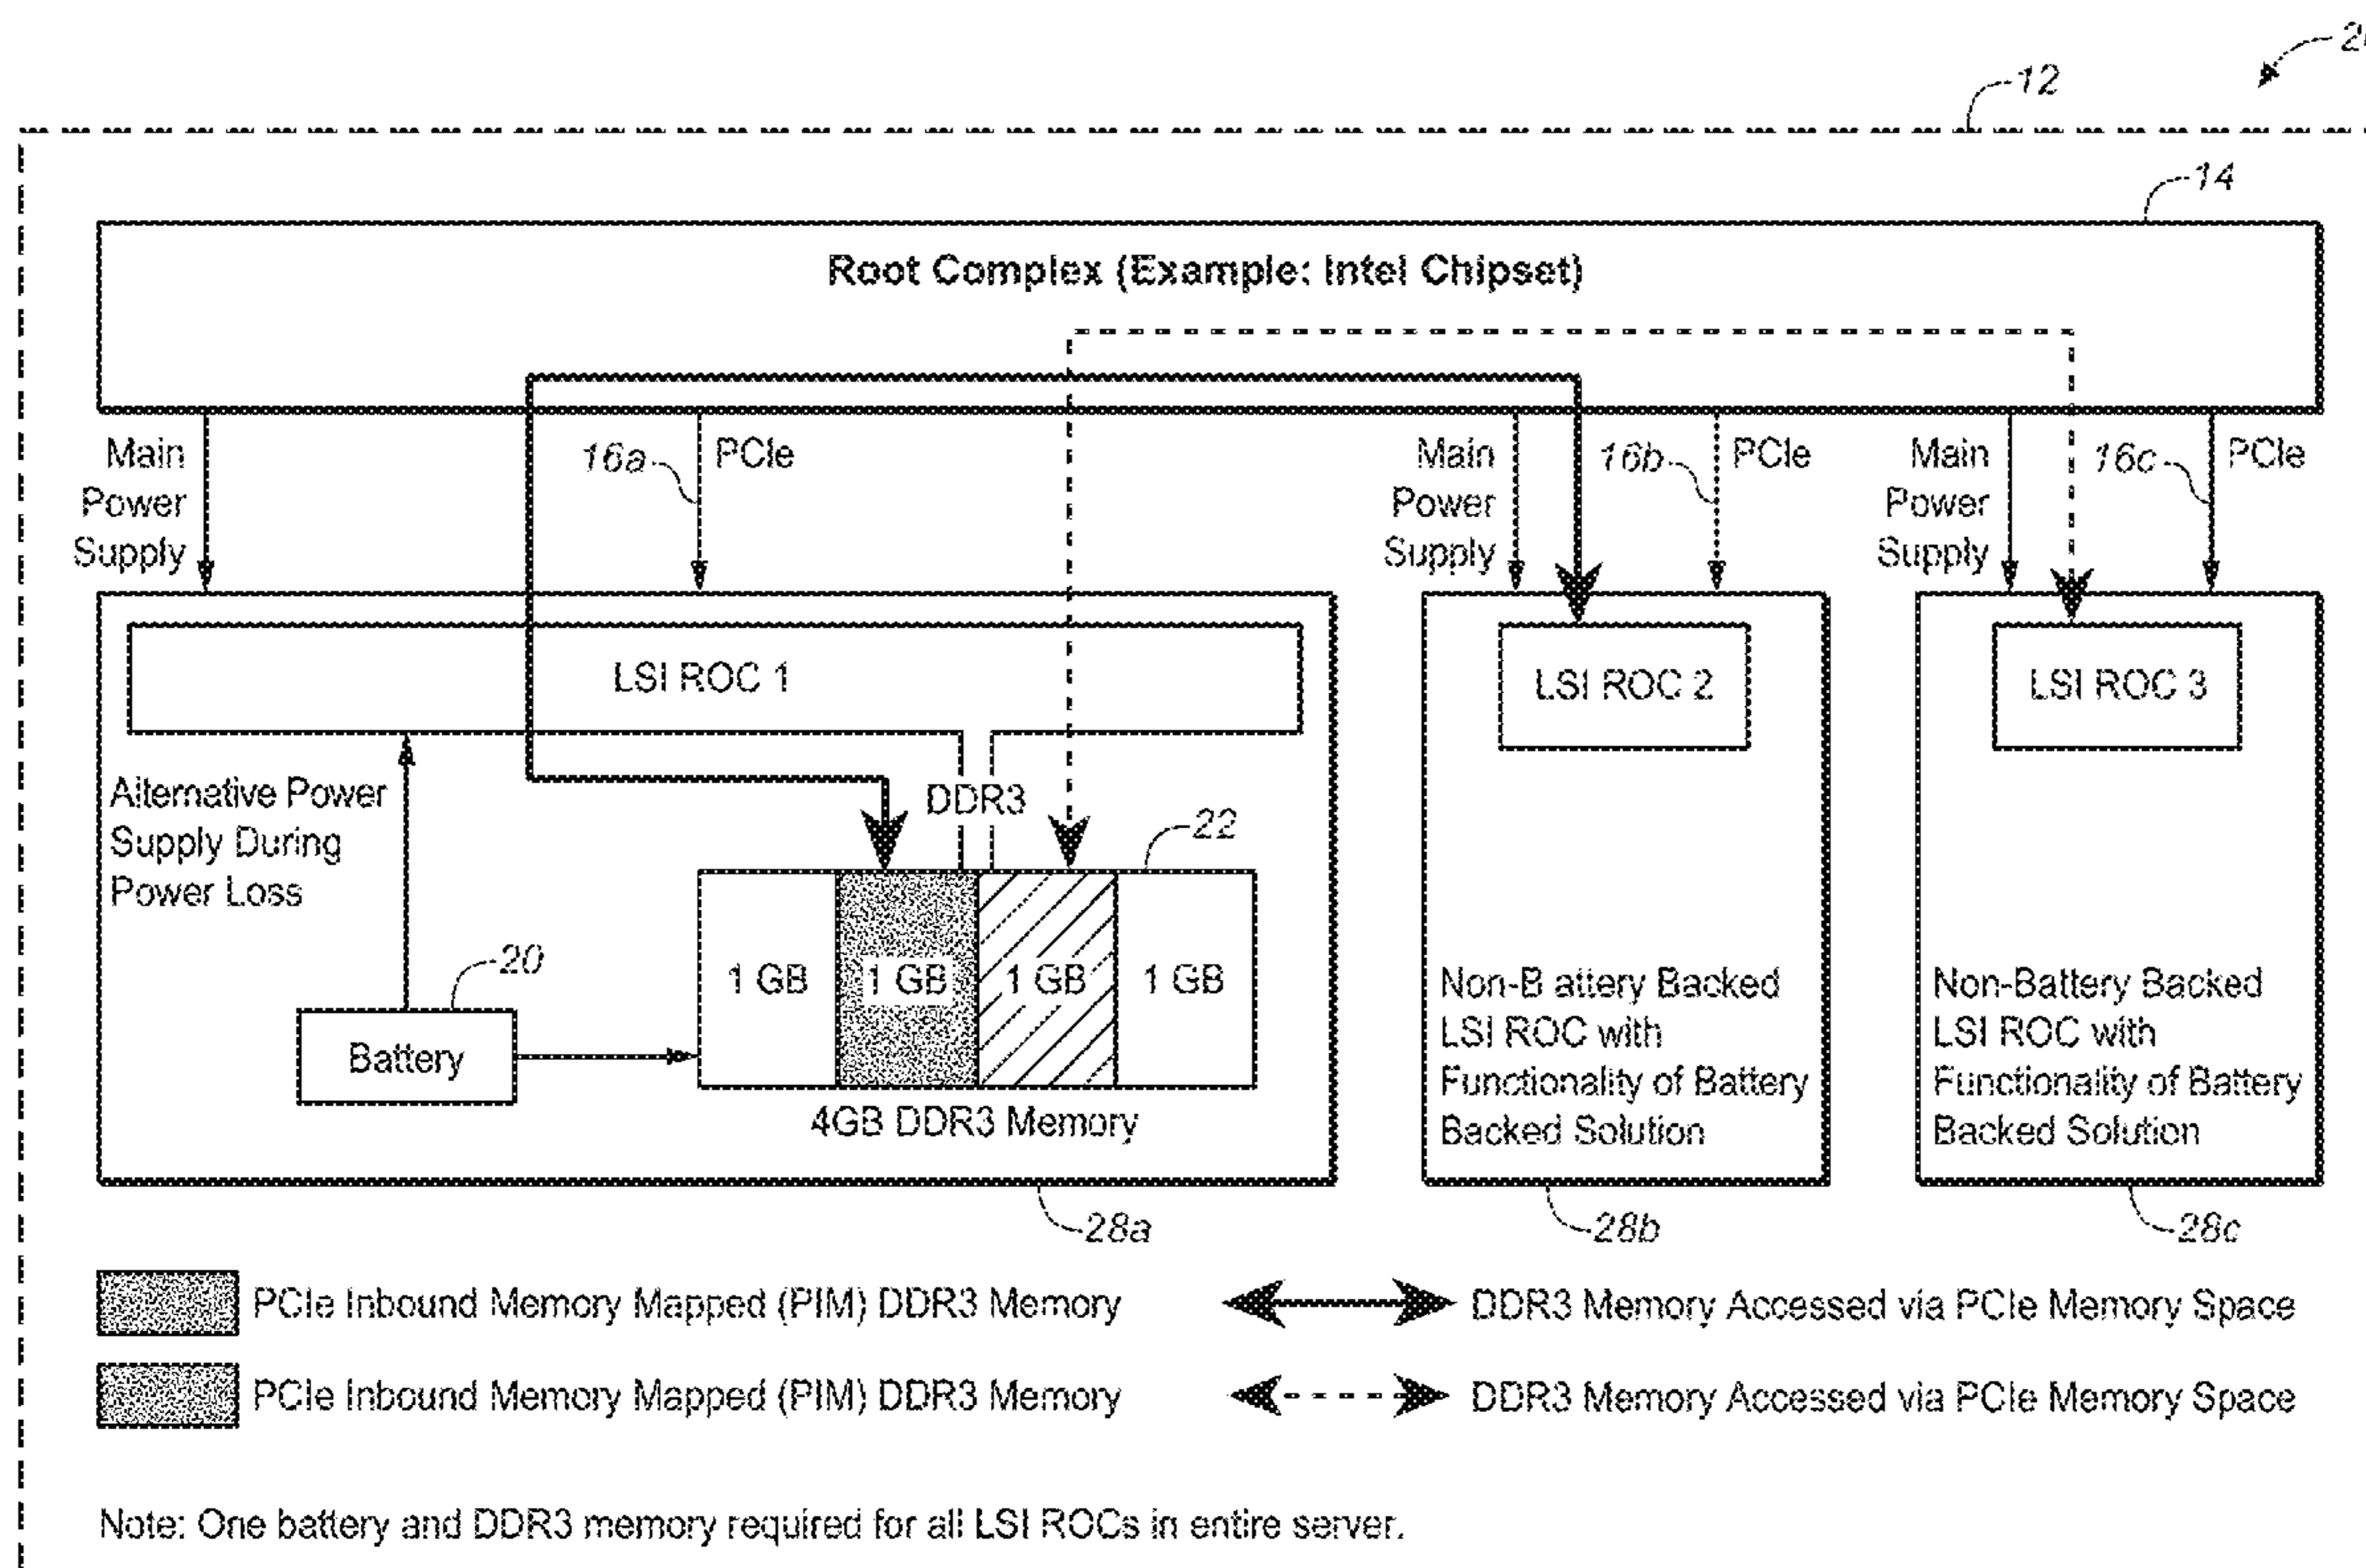 12
14
Root Complex (Example: Intel Chipset)
Main
Power
Supply
16a
PCIe
Main
Power
Supply
16b
PCIe
Main
Power
Supply
16c
PCIe
LSI ROC 1
LSI ROC 2
LSI ROC 3
Alternative Power
Supply During
Power Loss
DDR3
22
20
Battery
1 GB
1 GB
1 GB
1 GB
4GB DDR3 Memory
Non-B attery Backed
LSI ROC with
Functionality of Battery
Backed Solution
Non-Battery Backed
LSI ROC with
Functionality of Battery
Backed Solution
28a
28b
28c
PCIe Inbound Memory Mapped (PIM) DDR3 Memory
DDR3 Memory Accessed via PCIe Memory Space
PCIe Inbound Memory Mapped (PIM) DDR3 Memory
DDR3 Memory Accessed via PCIe Memory Space
Note: One battery and DDR3 memory required for all LSI ROCs in entire server.